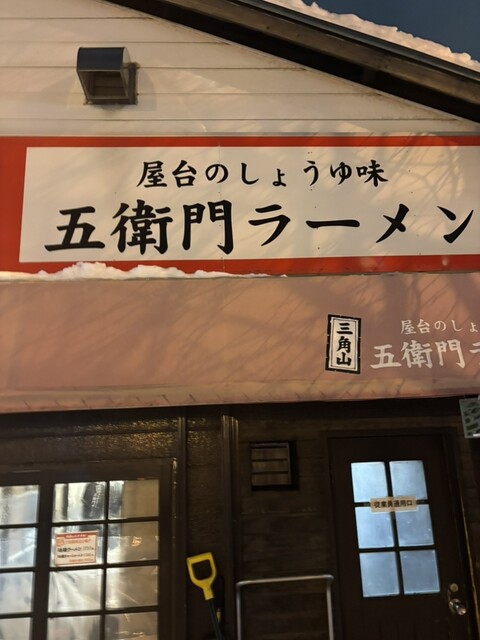 屋台のしょうゆ味
五衛門ラーメン
三角山
屋台のしょ
五衛門ラ
従業員通用口